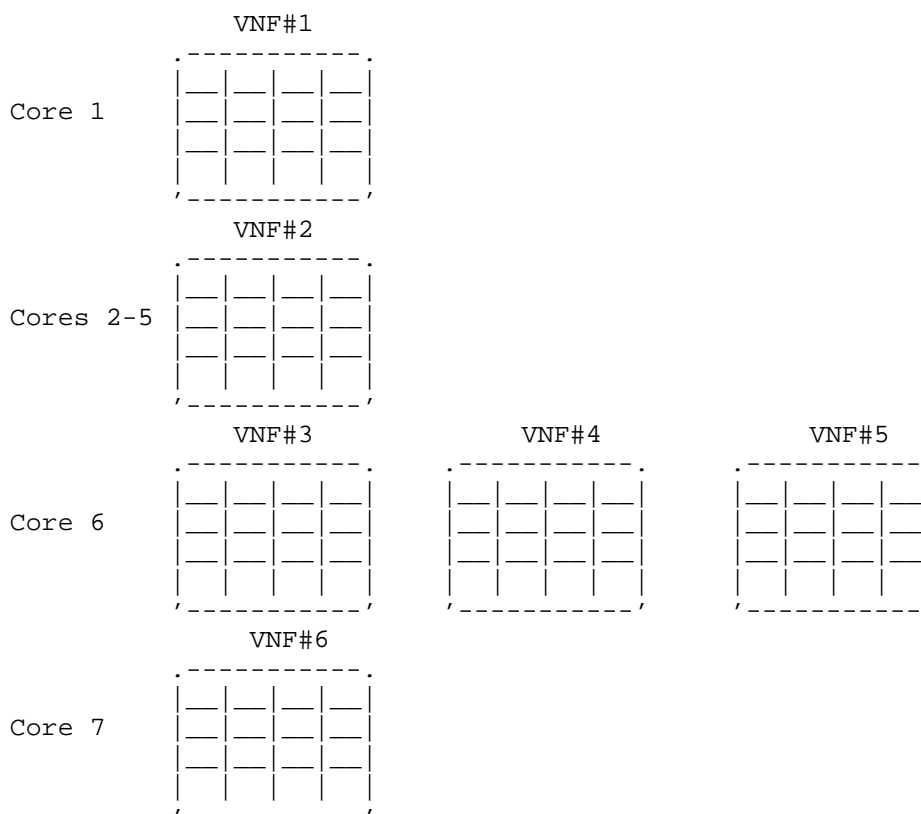 VNF#1
Core 1
VNF#2
Cores 2-5
VNF#3 VNF#4 VNF#5
Core 6
VNF#6
Core 7